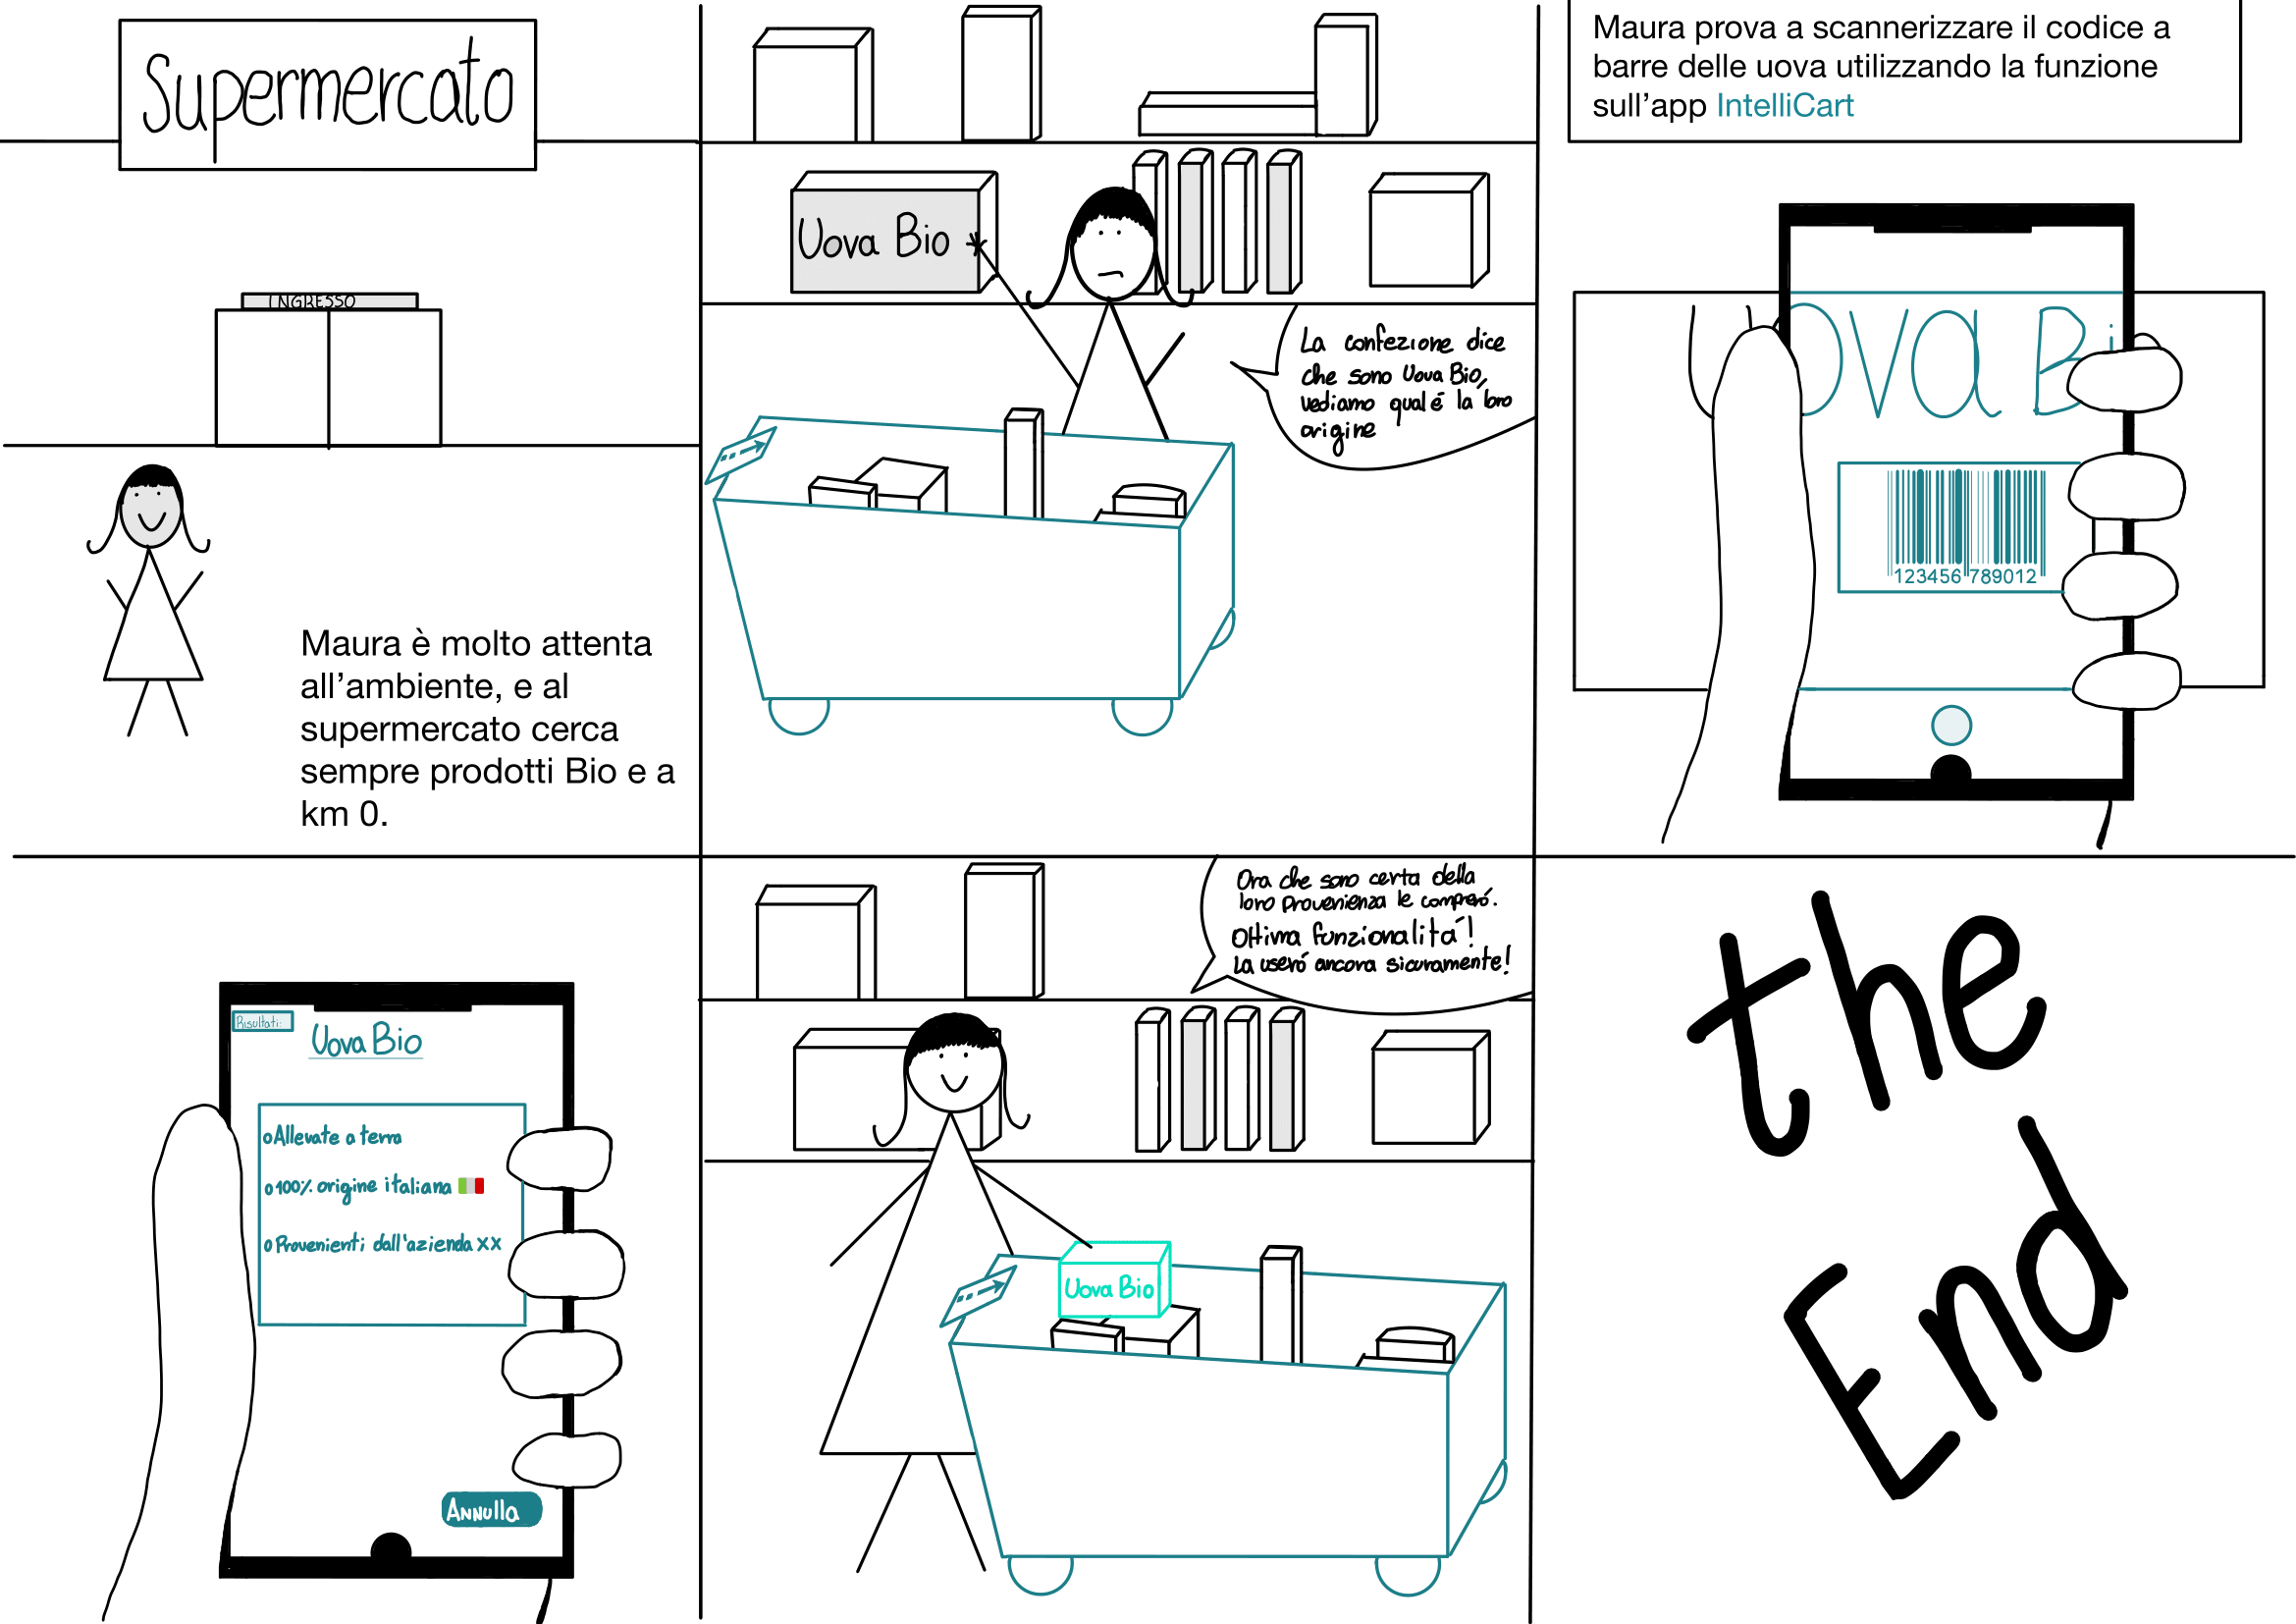 Supermercato
INGRESSO
Maura è molto attenta
all'ambiente, e al
supermercato cerca
sempre prodotti Bio e a
km 0.
Uova Bio
La confezione dice
che sono Uova Bio,
vediamo qual é la loro
origine
Maura prova a scannerizzare il codice a
barre delle uova utilizzando la funzione
sull'app IntelliCart
Uova Bi
123456 789012
Risultati:
Uova Bio
Allevate a terra
100% origine italiana
Provenienti dall'azienda XX
Annulla
Ora che sono certa della
loro provenienza le compreró.
Ottima funzionalitá!
La useró ancora sicuramente!
Uova Bio
the
End